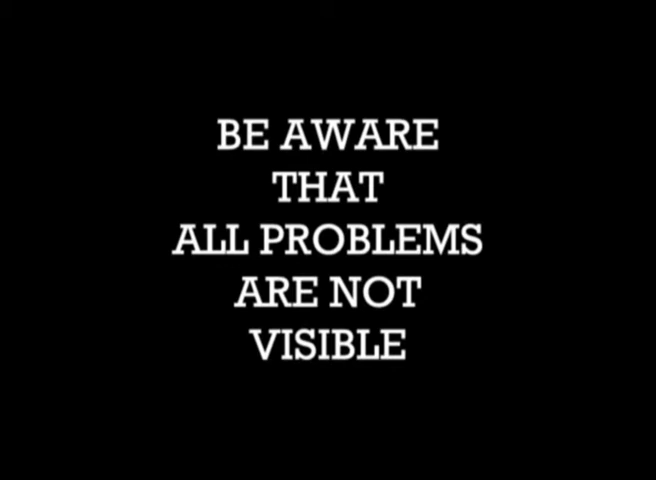 BE AWARE
THAT
ALL PROBLEMS
ARE NOT
VISIBLE